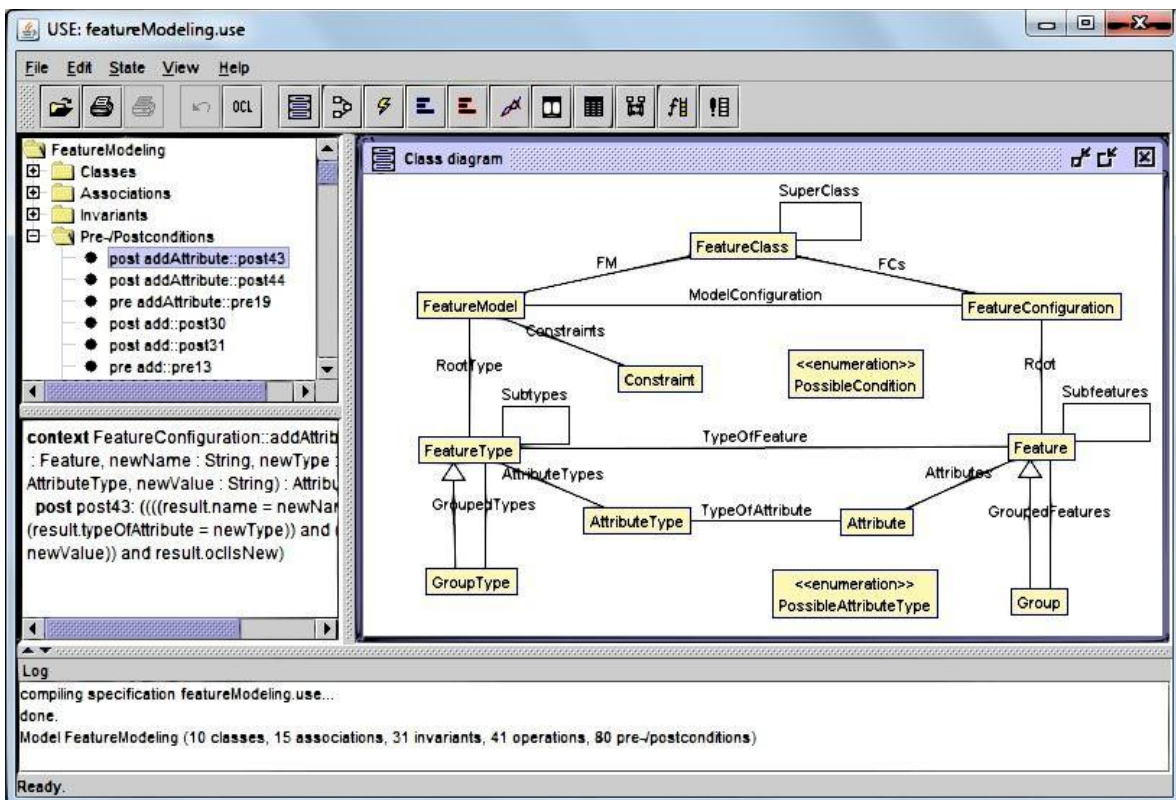 USE: featureModeling.use
File Edit State View Help
OCL
FeatureModeling
Classes
Associations
Invariants
Pre-/Postconditions
post addAttribute::post43
post addAttribute::post44
pre addAttribute::pre19
post add::post30
post add::post31
pre add::pre13
context FeatureConfiguration::addAttrib
: Feature, newName : String, newType :
AttributeType, newValue : String) : Attribu
post post43: ((((result.name = newNar
(result.typeOfAttribute = newType)) and (
newValue)) and result.oclIsNew)
Class diagram
SuperClass
FeatureClass
FM
FCs
FeatureModel
ModelConfiguration
FeatureConfiguration
Constraints
RootType
Constraint
<<enumeration>>
PossibleCondition
Root
Subtypes
Subfeatures
FeatureType
TypeOfFeature
Feature
AttributeTypes
Attributes
GroupedTypes
AttributeType
TypeOfAttribute
Attribute
GroupedFeatures
GroupType
<<enumeration>>
PossibleAttributeType
Group
Log
compiling specification featureModeling.use...
done.
Model FeatureModeling (10 classes, 15 associations, 31 invariants, 41 operations, 80 pre-/postconditions)
Ready.